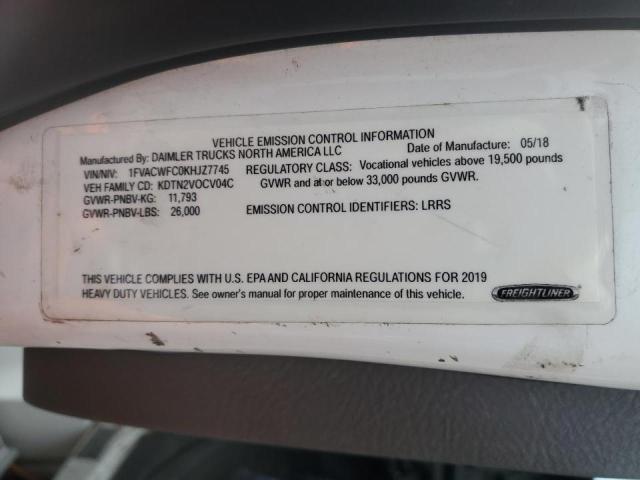 VEHICLE EMISSION CONTROL INFORMATION
Manufactured By: DAIMLER TRUCKS NORTH AMERICA LLC Date of Manufacture: 05/18
VIN/NIV: 1FVACWFC0KHJZ7745 REGULATORY CLASS: Vocational vehicles above 19,500 pounds
VEH FAMILY CD: KDTN2VOCV04C GVWR and at or below 33,000 pounds GVWR.
GVWR-PNBV-KG: 11,793
GVWR-PNBV-LBS: 26,000 EMISSION CONTROL IDENTIFIERS: LRRS
THIS VEHICLE COMPLIES WITH U.S. EPA AND CALIFORNIA REGULATIONS FOR 2019
HEAVY DUTY VEHICLES. See owner's manual for proper maintenance of this vehicle. FREIGHTLINER